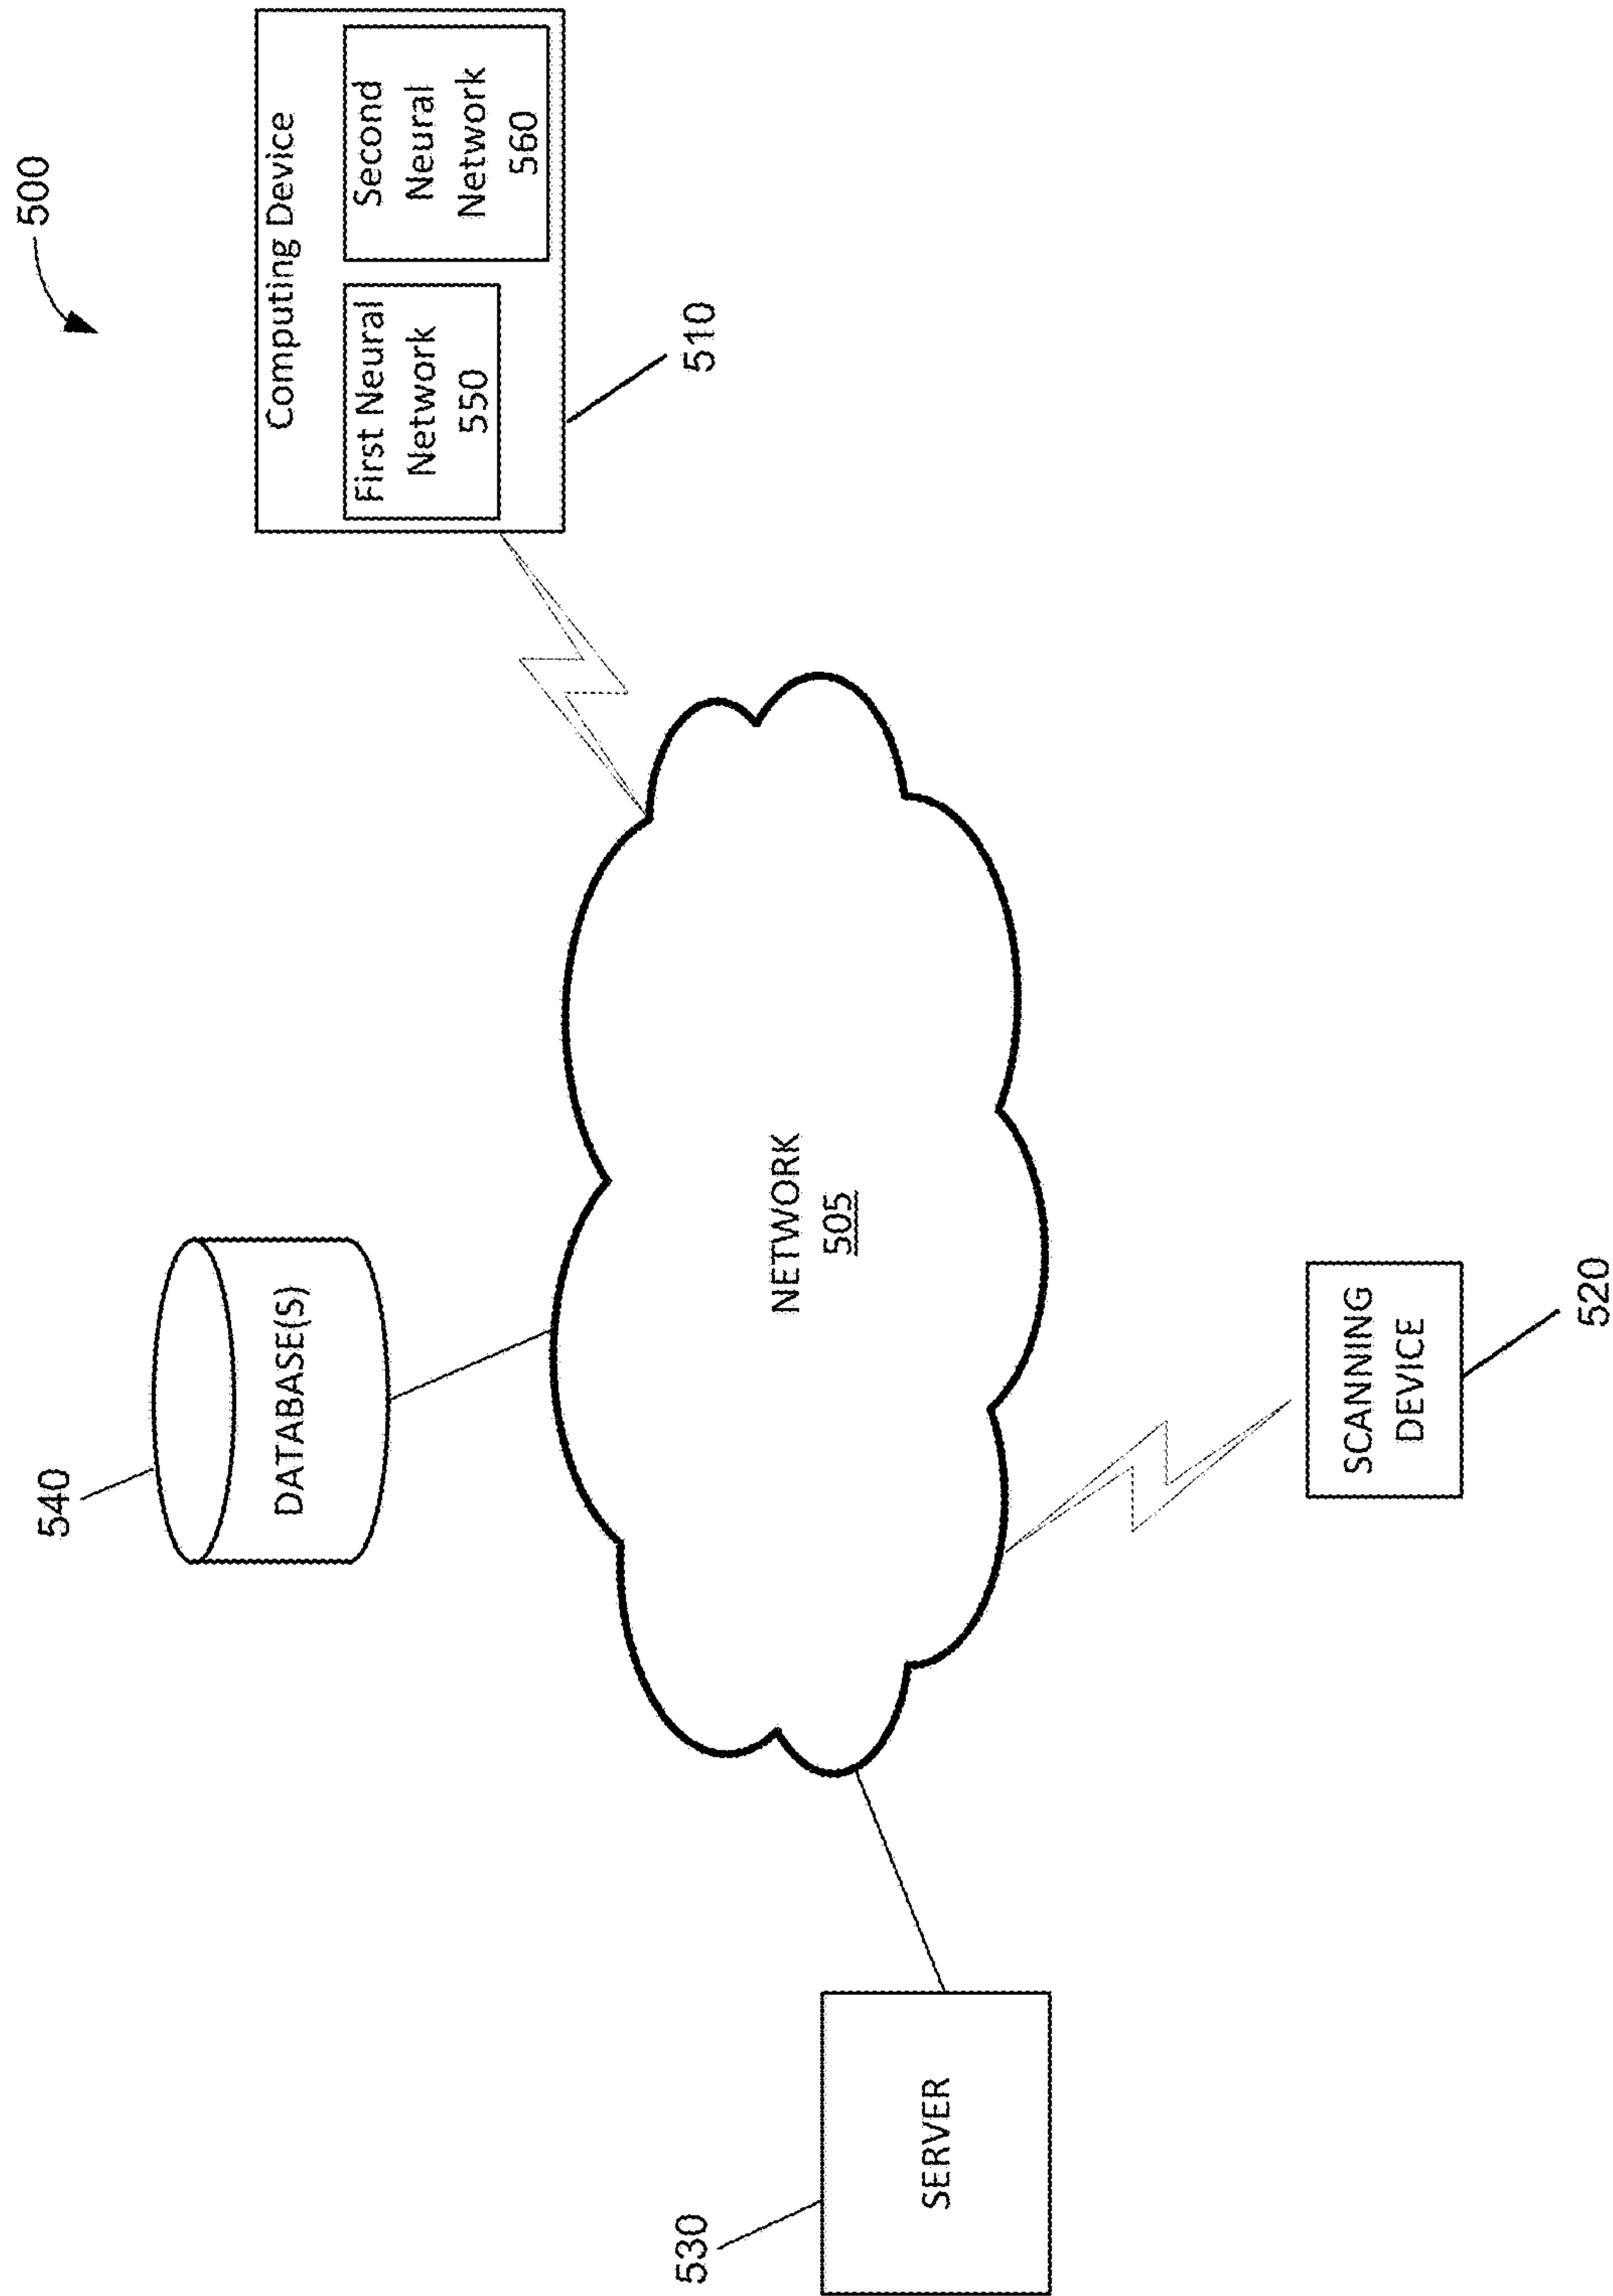 500
540
DATABASE(S)
Computing Device
First Neural
Network
550
Second
Neural
Network
560
510
530
SERVER
NETWORK
505
SCANNING
DEVICE
520